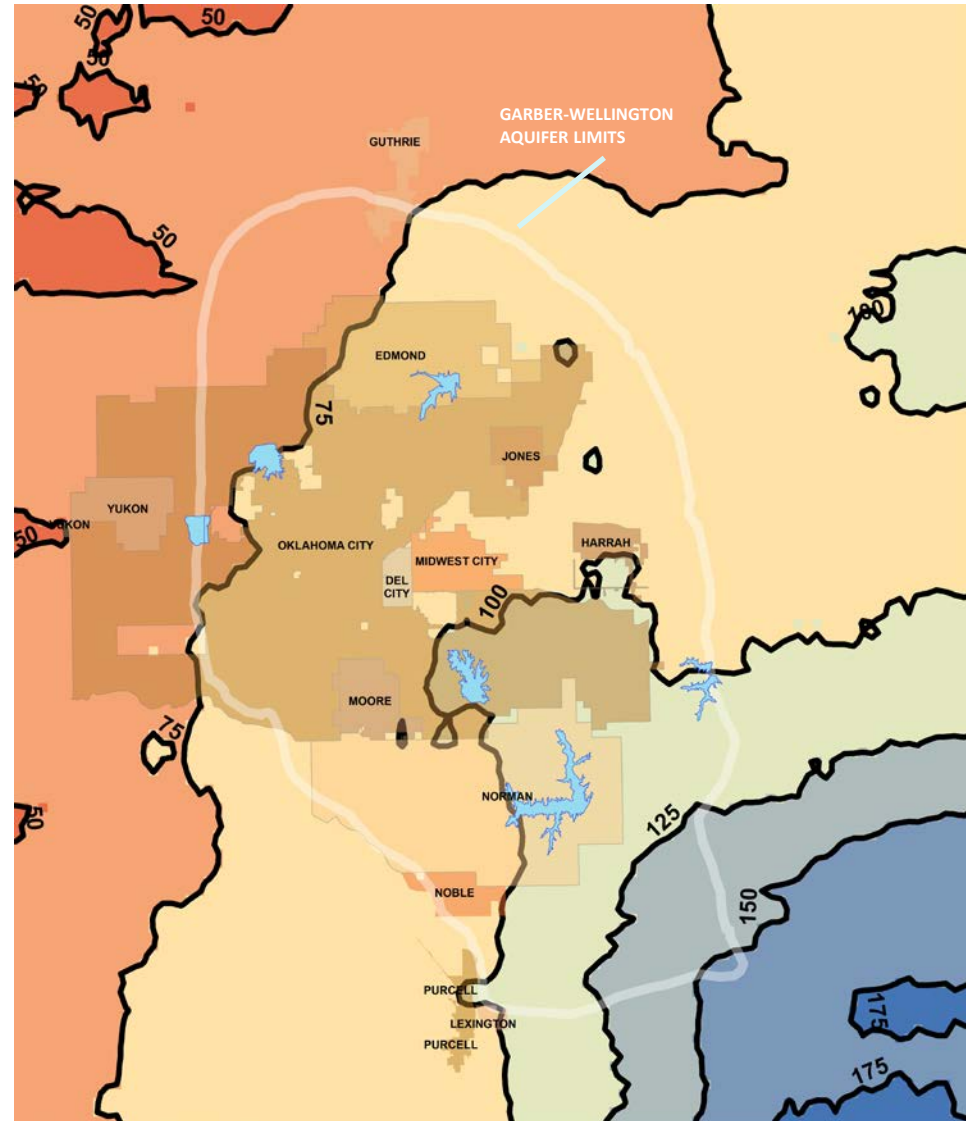 50
50
50
50
GARBER-WELLINGTON
AQUIFER LIMITS
GUTHRIE
50
100
EDMOND
75
JONES
YUKON
YUKON
50
OKLAHOMA CITY
MIDWEST CITY
HARRAH
DEL
CITY
100
MOORE
75
NORMAN
50
125
NOBLE
150
PURCELL
LEXINGTON
PURCELL
175
175